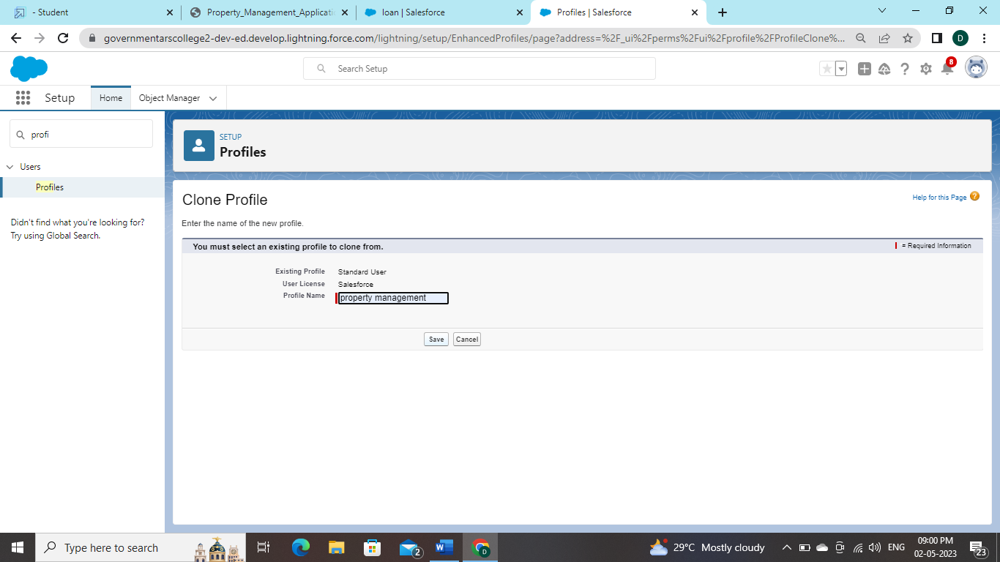 - Student
Property_Management_Applicati
loan | Salesforce
Profiles | Salesforce
governmentarscollege2-dev-ed.develop.lightning.force.com/lightning/setup/EnhancedProfiles/page?address=%2F_ui%2Fperms%2Fui%2Fprofile%2FProfileClone%...
D
Search Setup
8
Setup
Home
Object Manager
profi
Users
Profiles
Didn't find what you're looking for?
Try using Global Search.
SETUP
Profiles
Clone Profile
Help for this Page ?
Enter the name of the new profile.
You must select an existing profile to clone from.
= Required Information
Existing Profile Standard User
User License Salesforce
Profile Name property management
Save Cancel
Type here to search
2
W
D
29°C Mostly cloudy
ENG
09:00 PM
02-05-2023
23